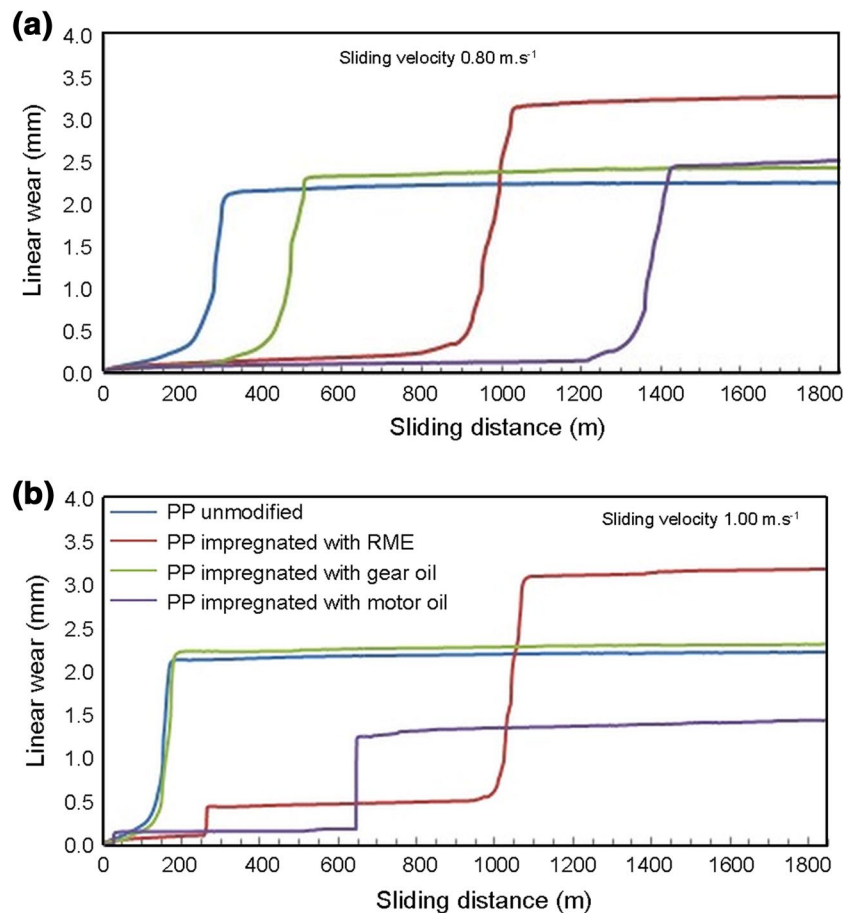 (a)
4.0
Sliding velocity 0.80 m.s⁻¹
3.5
3.0
2.5
2.0
1.5
1.0
0.5
0.0
Linear wear (mm)
0 200 400 600 800 1000 1200 1400 1600 1800
Sliding distance (m)
(b)
4.0
PP unmodified
Sliding velocity 1.00 m.s⁻¹
3.5
PP impregnated with RME
3.0
PP impregnated with gear oil
PP impregnated with motor oil
2.5
2.0
1.5
1.0
0.5
0.0
Linear wear (mm)
0 200 400 600 800 1000 1200 1400 1600 1800
Sliding distance (m)